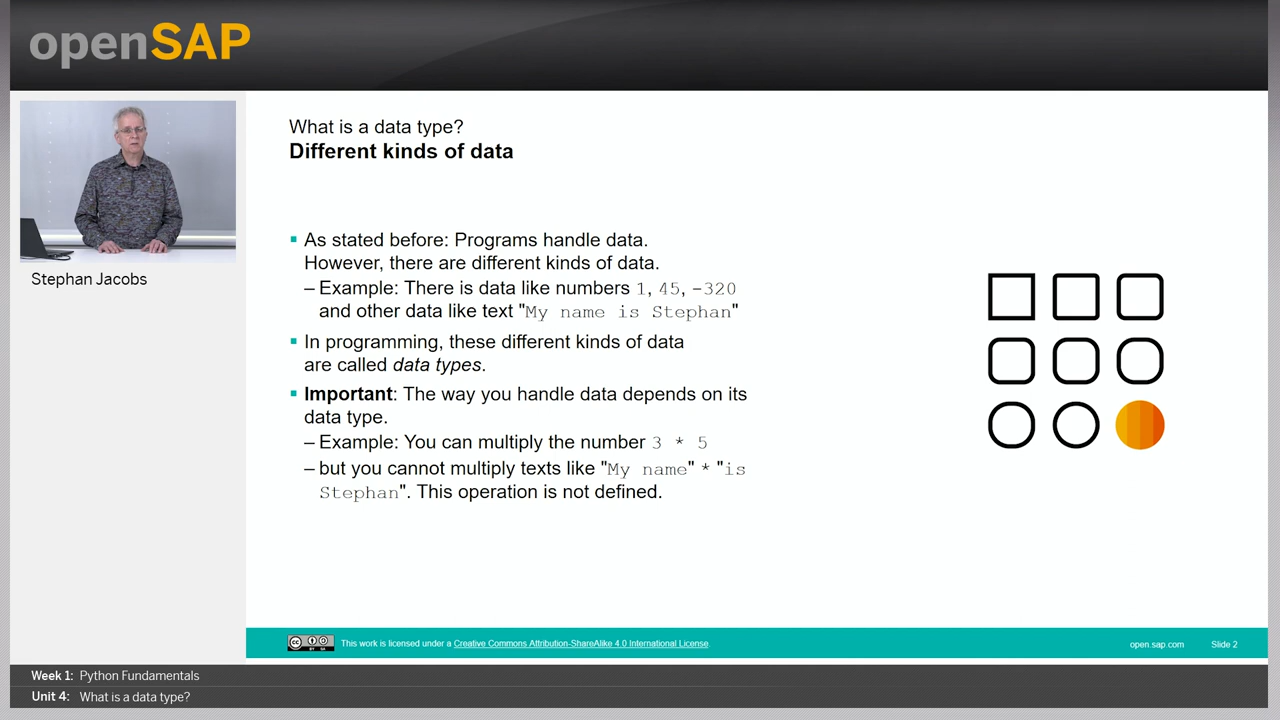 openSAP
Stephan Jacobs
What is a data type?
Different kinds of data
▪ As stated before: Programs handle data.
However, there are different kinds of data.
– Example: There is data like numbers 1, 45, -320
and other data like text "My name is Stephan"
▪ In programming, these different kinds of data
are called data types.
▪ Important: The way you handle data depends on its
data type.
– Example: You can multiply the number 3 * 5
– but you cannot multiply texts like "My name" * "is
Stephan". This operation is not defined.
cc BY SA
This work is licensed under a Creative Commons Attribution-ShareAlike 4.0 International License.
open.sap.com Slide 2
Week 1: Python Fundamentals
Unit 4: What is a data type?